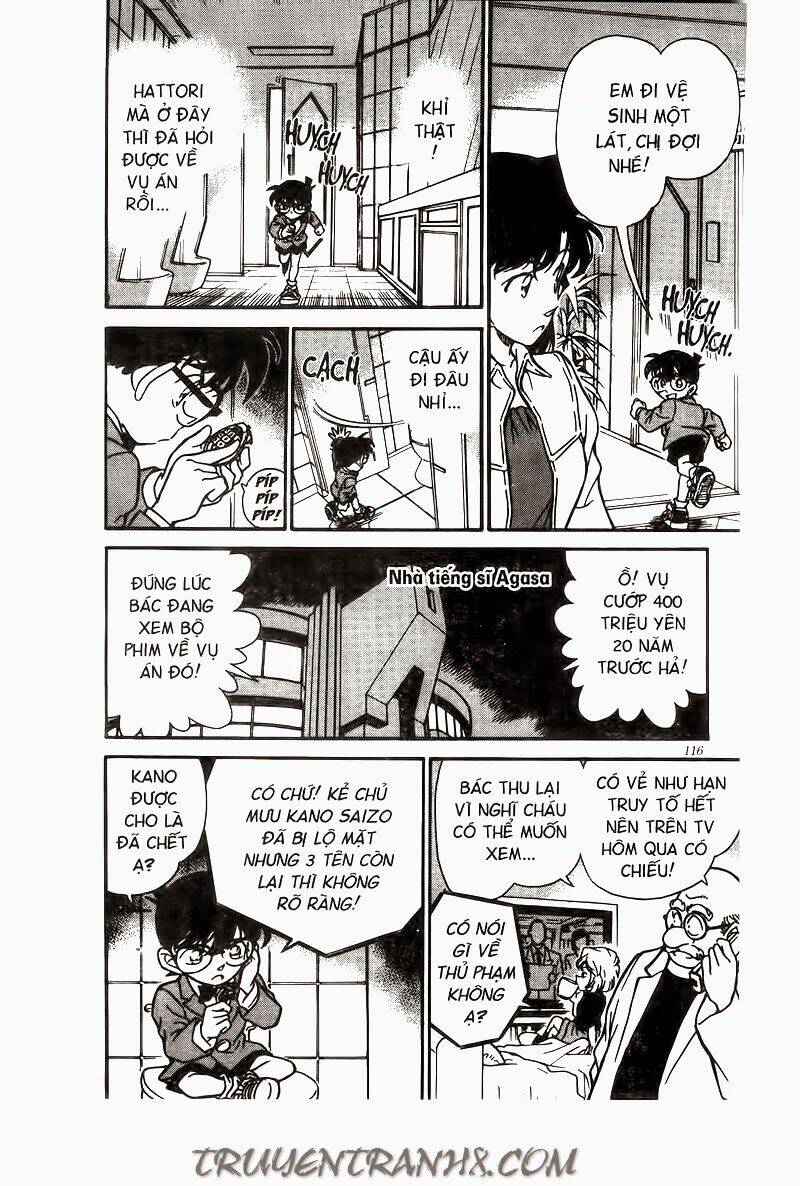 EM ĐI VỆ
SINH MỘT
LÁT, CHỊ ĐỢI
NHÉ!
HUỴCH
HUỴCH.
KHỈ
THẬT
!
HUỴCH
HUỴCH
HATTORI
MÀ Ở ĐÂY
THÌ ĐÃ HỎI
ĐƯỢC VỀ
VỤ ÁN
RỒI...
CẬU ẤY
ĐI ĐÂU
NHỈ...
CẠCH
PÍP
PÍP
PÍP!
Nhà tiếng sĩ Agasa
Ồ! VỤ
CƯỚP 400
TRIỆU YÊN
20 NĂM
TRƯỚC HẢ!
ĐÚNG LÚC
BÁC ĐANG
XEM BỘ
PHIM VỀ VỤ
ÁN ĐÓ!
116
CÓ VẺ NHƯ HẠN
TRUY TỐ HẾT
NÊN TRÊN TV
HÔM QUA CÓ
CHIẾU!
BÁC THU LẠI
VÌ NGHĨ CHÁU
CÓ THỂ MUỐN
XEM...
CÓ NÓI
GÌ VỀ
THỦ PHẠM
KHÔNG
Ạ?
CÓ CHỨ! KẺ CHỦ
MƯU KANO SAIZO
ĐÃ BỊ LỘ MẶT
NHƯNG 3 TÊN CÒN
LẠI THÌ KHÔNG
RÕ RÀNG!
KANO
ĐƯỢC
CHO LÀ
ĐÃ CHẾT
Ạ?
TRUYENTRANH8.COM